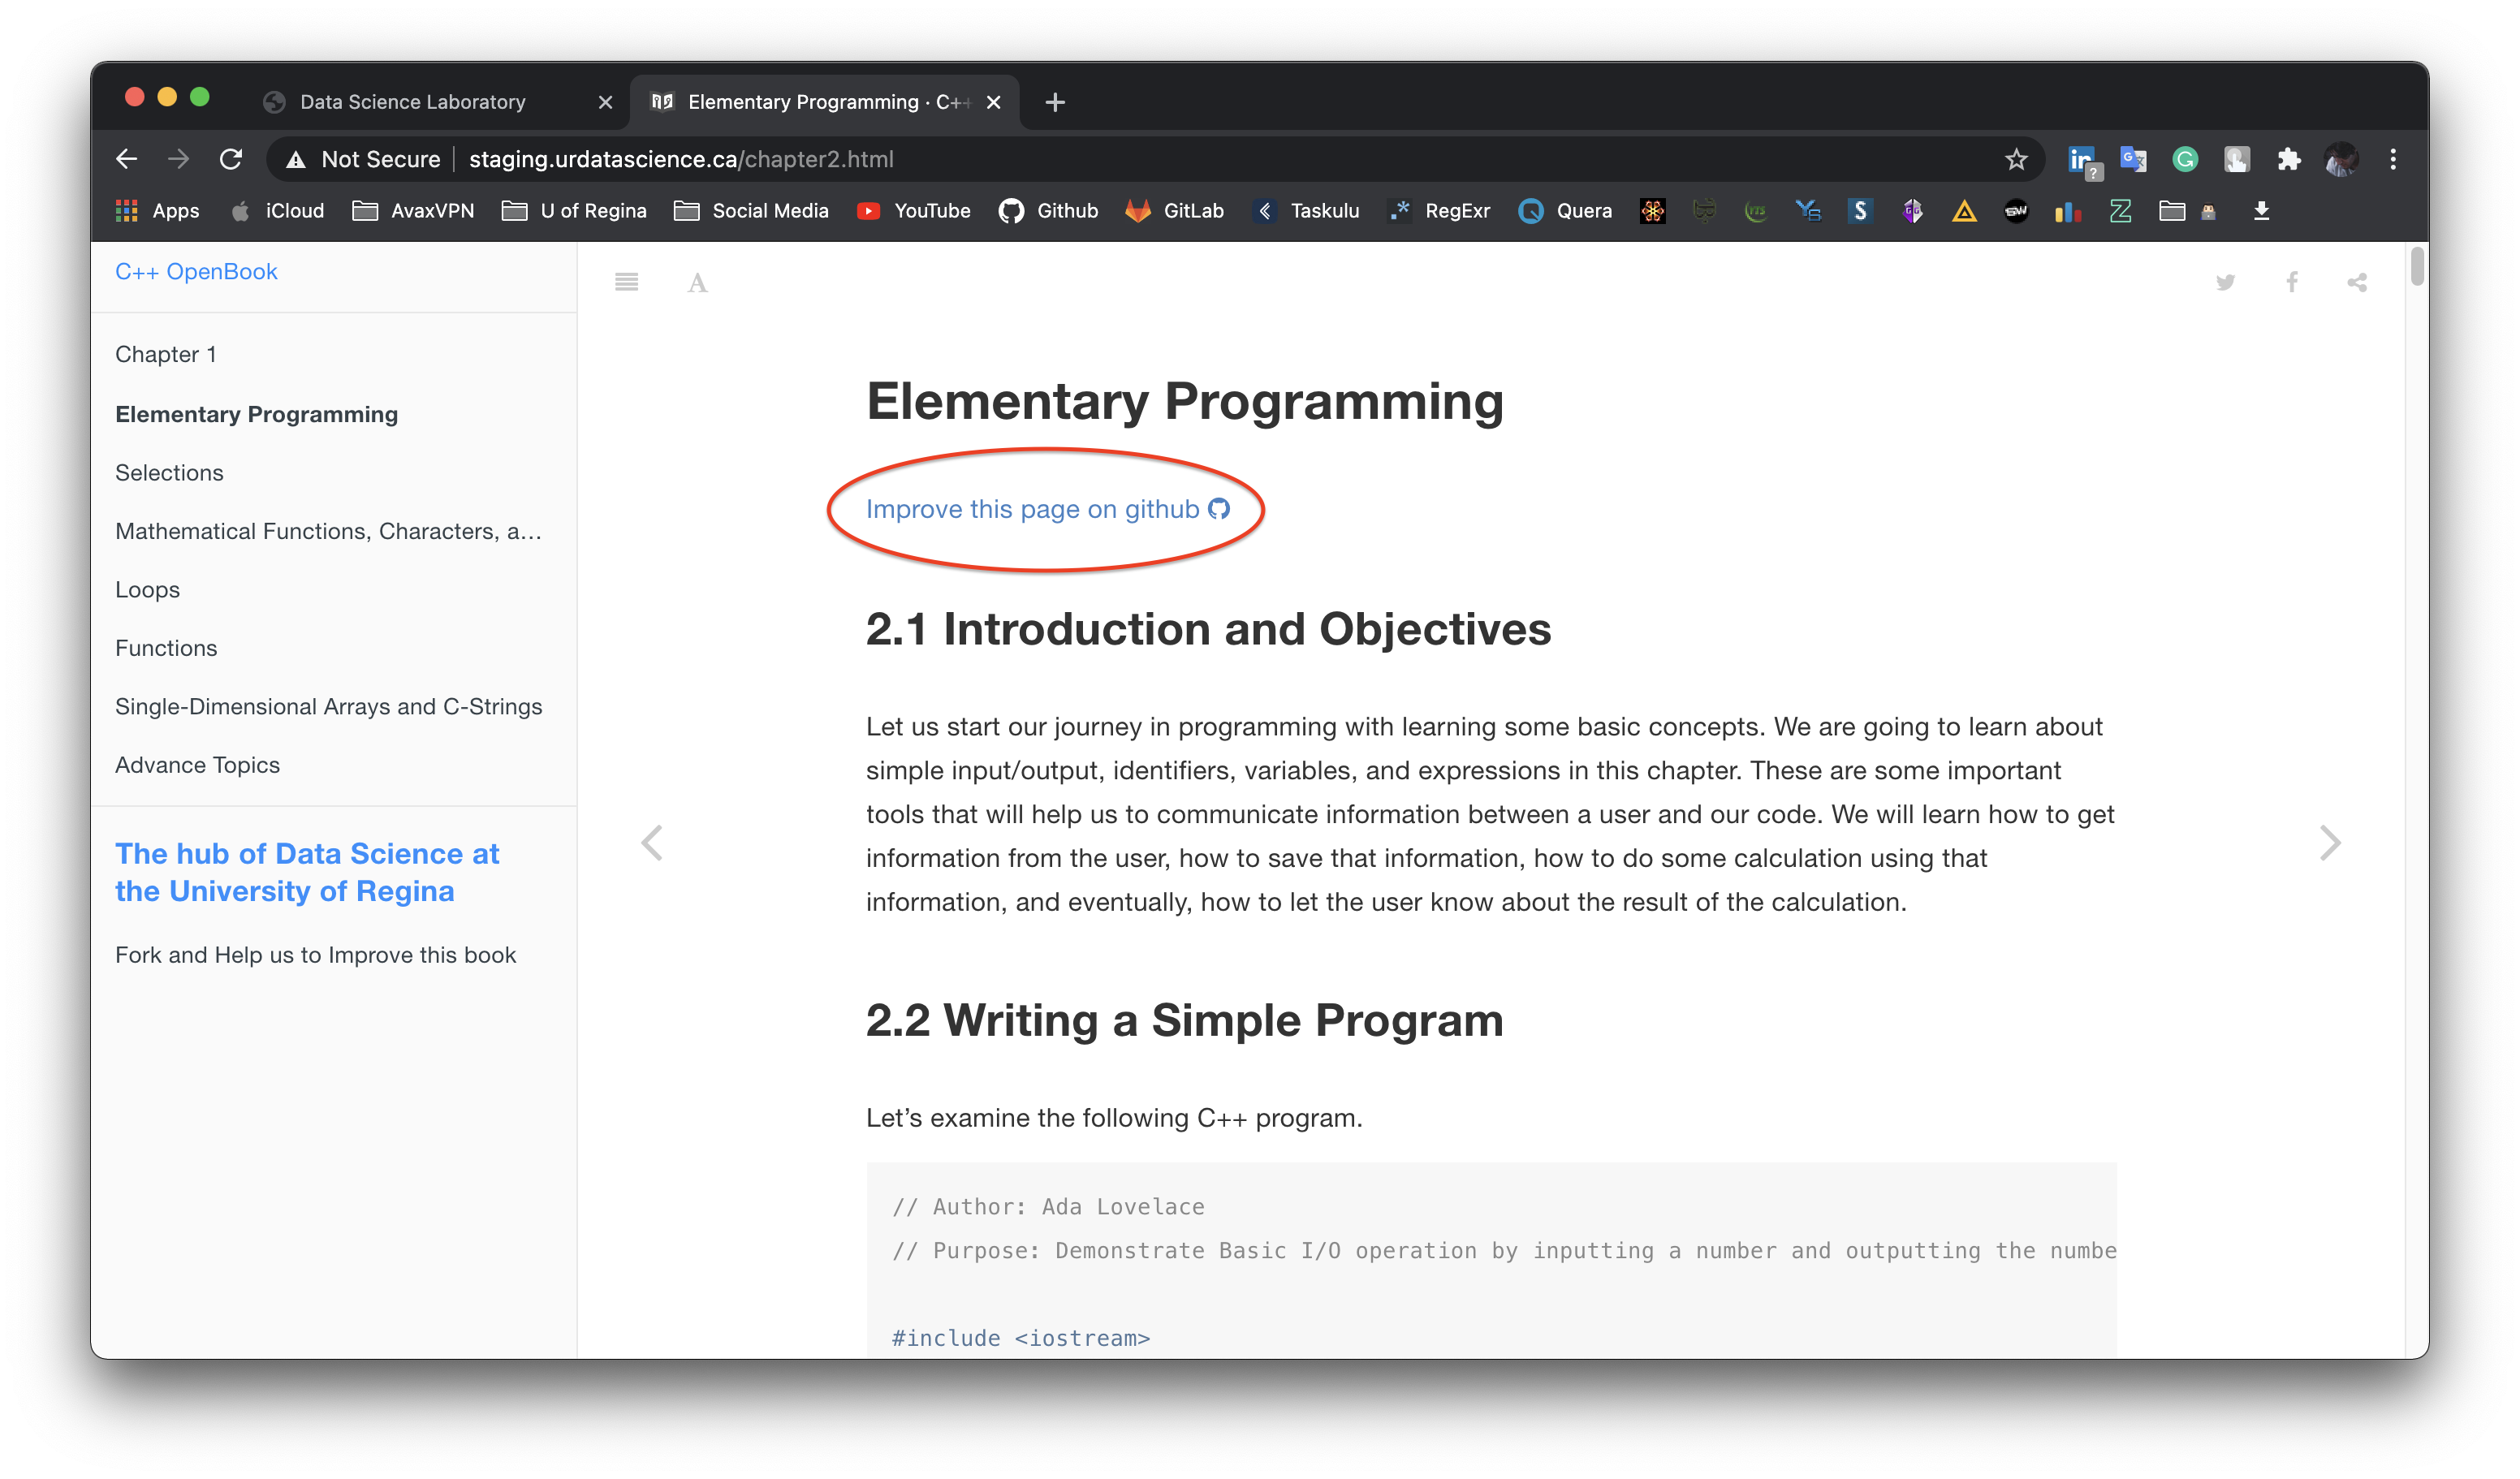 Data Science Laboratory
Elementary Programming · C++
Not Secure
staging.urdatascience.ca/chapter2.html
Apps
iCloud
AvaxVPN
U of Regina
Social Media
YouTube
Github
GitLab
Taskulu
RegExr
Quera
C++ OpenBook
Chapter 1
Elementary Programming
Selections
Mathematical Functions, Characters, a...
Loops
Functions
Single-Dimensional Arrays and C-Strings
Advance Topics
The hub of Data Science at
the University of Regina
Fork and Help us to Improve this book
A
Elementary Programming
Improve this page on github
2.1 Introduction and Objectives
Let us start our journey in programming with learning some basic concepts. We are going to learn about
simple input/output, identifiers, variables, and expressions in this chapter. These are some important
tools that will help us to communicate information between a user and our code. We will learn how to get
information from the user, how to save that information, how to do some calculation using that
information, and eventually, how to let the user know about the result of the calculation.
2.2 Writing a Simple Program
Let's examine the following C++ program.
// Author: Ada Lovelace
// Purpose: Demonstrate Basic I/O operation by inputting a number and outputting the numbe
#include <iostream>